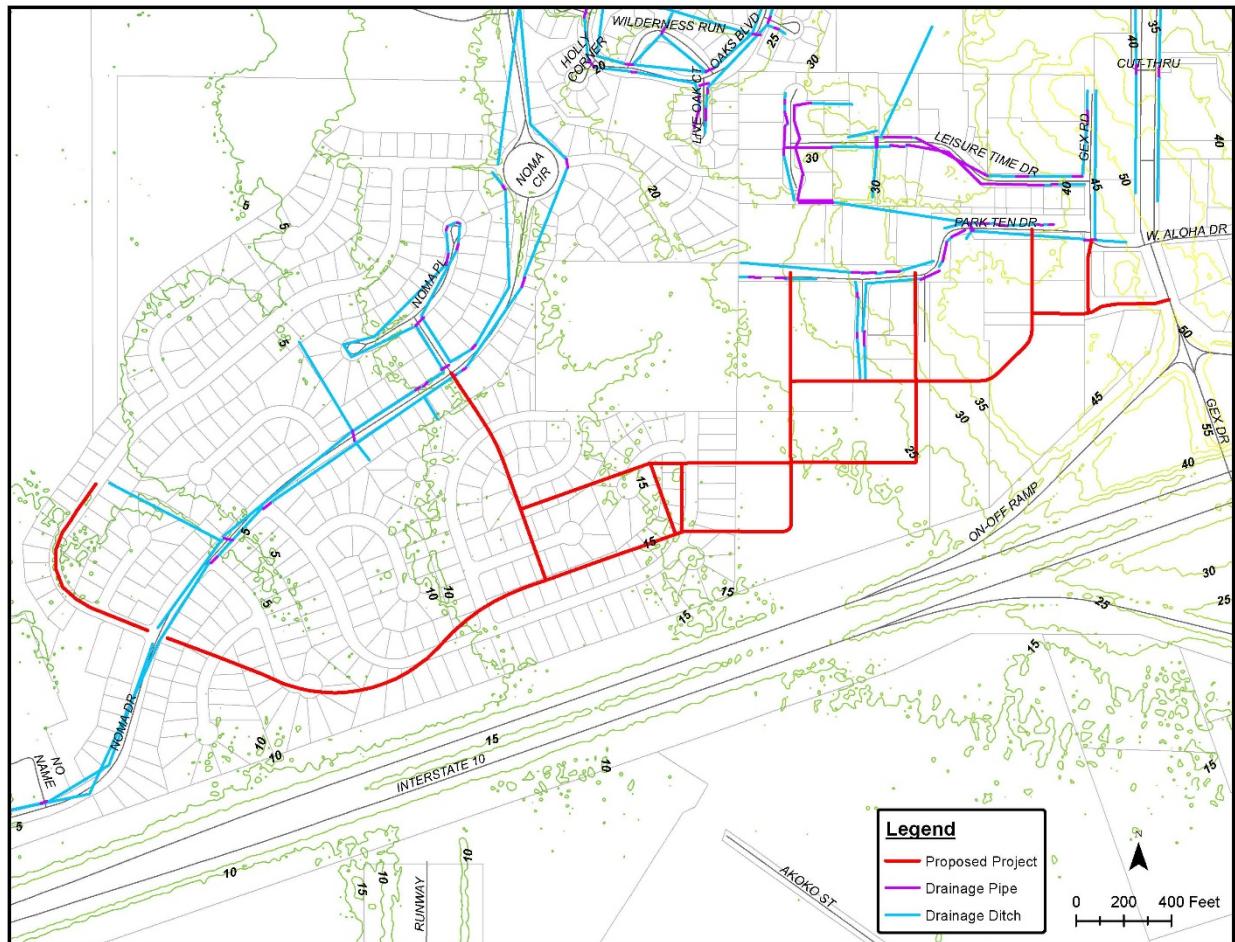 WILDERNESS RUN
OAKS BLVD
25
HOLLY
CORNER
20
30
LIVE OAK CT
40
35
CUT-THRU
40
GEX RD
LEISURE TIME DR
30
30
40
45
50
NOMA
CIR
20
5
5
PARK TEN DR
W. ALOHA DR
NOMA PL
5
50
GEX DR
55
45
35
30
25
40
15
ON-OFF RAMP
5
5
5
10
10
15
15
15
30
25
25
15
NOMA DR
NO
NAME
10
10
15
INTERSTATE 10
10
15
5
10
15
10
10
RUNWAY
AKOKO ST
Legend
Proposed Project
Drainage Pipe
Drainage Ditch
N
0 200 400 Feet